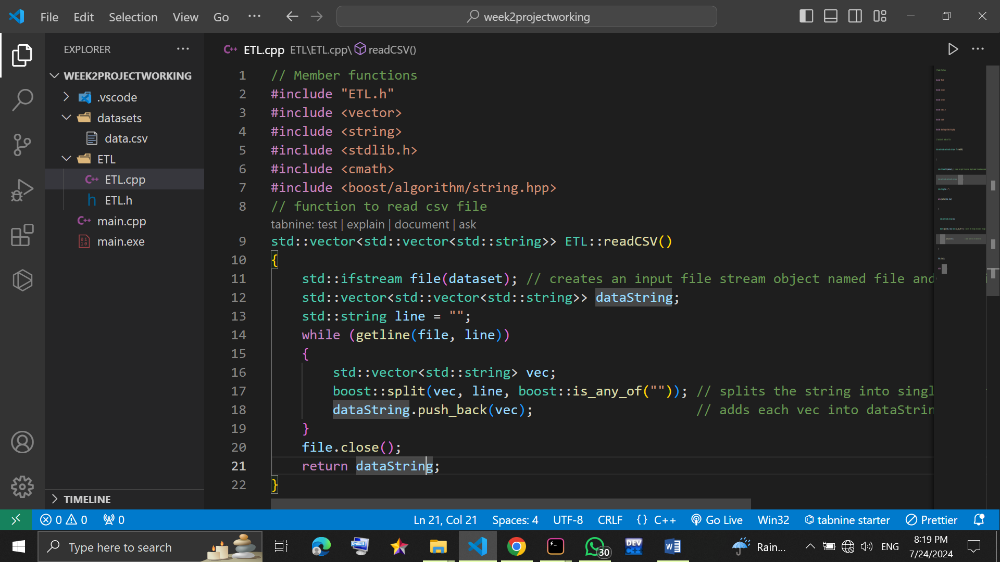 File Edit Selection View Go ··· week2projectworking
EXPLORER ···
WEEK2PROJECTWORKING
.vscode
datasets
data.csv
ETL
C++ ETL.cpp
h ETL.h
C++ main.cpp
main.exe
TIMELINE
C++ ETL.cpp ETL\ETL.cpp\ readCSV()
1 // Member functions
2 #include "ETL.h"
3 #include <vector>
4 #include <string>
5 #include <stdlib.h>
6 #include <cmath>
7 #include <boost/algorithm/string.hpp>
8 // function to read csv file
tabnine: test | explain | document | ask
9 std::vector<std::vector<std::string>> ETL::readCSV()
10 {
11 std::ifstream file(dataset); // creates an input file stream object named file and
12 std::vector<std::vector<std::string>> dataString;
13 std::string line = "";
14 while (getline(file, line))
15 {
16 std::vector<std::string> vec;
17 boost::split(vec, line, boost::is_any_of("")); // splits the string into singl
18 dataString.push_back(vec); // adds each vec into dataStrin
19 }
20 file.close();
21 return dataString;
22 }
0 0 0 Ln 21, Col 21 Spaces: 4 UTF-8 CRLF {} C++ Go Live Win32 tabnine starter Prettier
Type here to search
30
DEV C++
W
Rain...
ENG
8:19 PM
7/24/2024